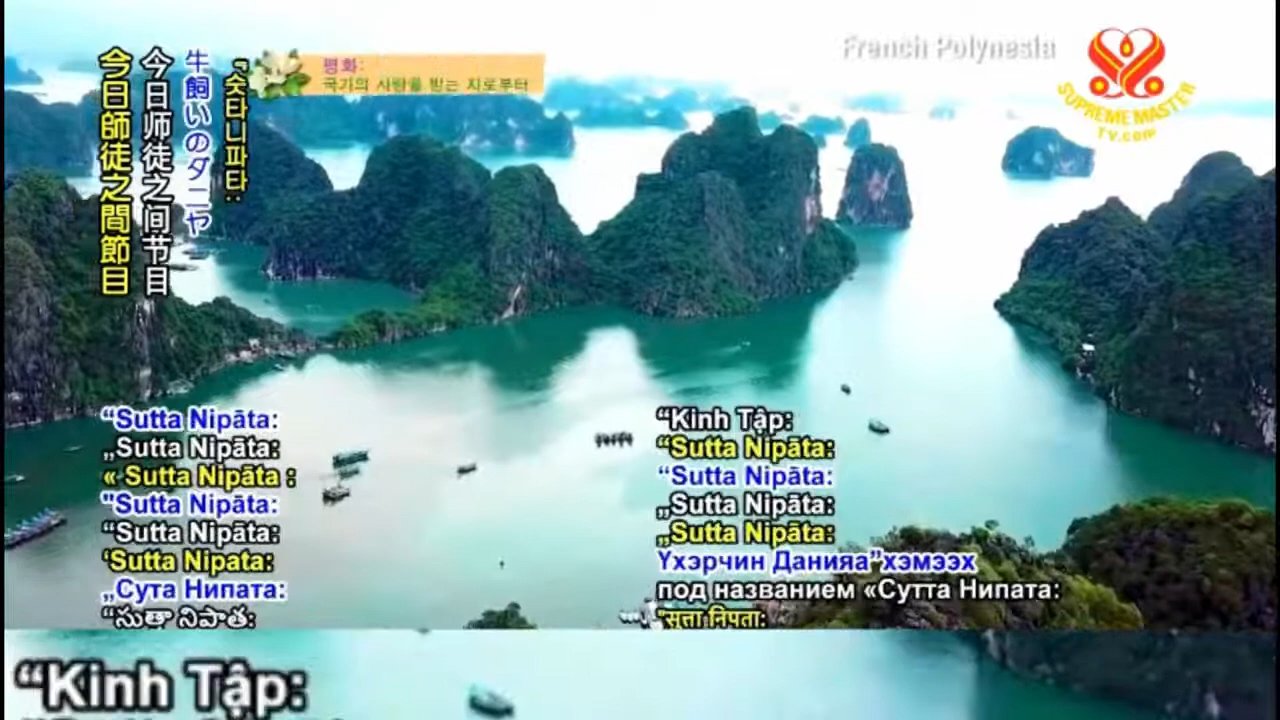 French Polynesia
SUPREME MASTER
TV.com
평화:
국가의 사랑을 받는 지로부터
『숫타니파타:
牛飼いのダニヤ
今日师徒之间节目
今日師徒之間節目
“Sutta Nipāta:
„Sutta Nipāta:
« Sutta Nipāta :
"Sutta Nipāta:
“Sutta Nipāta:
‘Sutta Nipata:
„Сута Нипата:
“సుత్తా నిపాత:
“Kinh Tập:
“Sutta Nipāta:
“Sutta Nipāta:
„Sutta Nipāta:
„Sutta Nipāta:
Үхэрчин Данияа”хэмээх
под названием «Сутта Нипата:
"सूत्ता निपता:
“Kinh Tập: